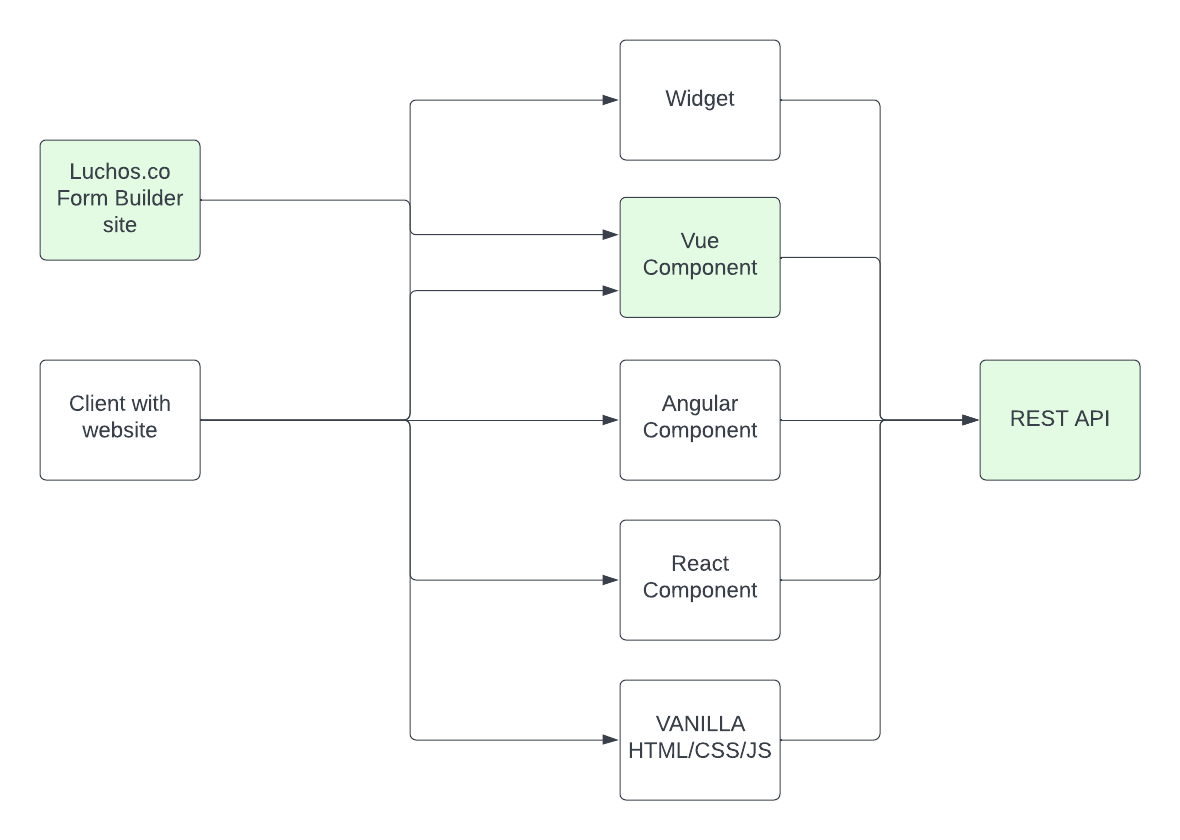 Luchos.co
Form Builder
site
Client with
website
Widget
Vue
Component
Angular
Component
React
Component
VANILLA
HTML/CSS/JS
REST API